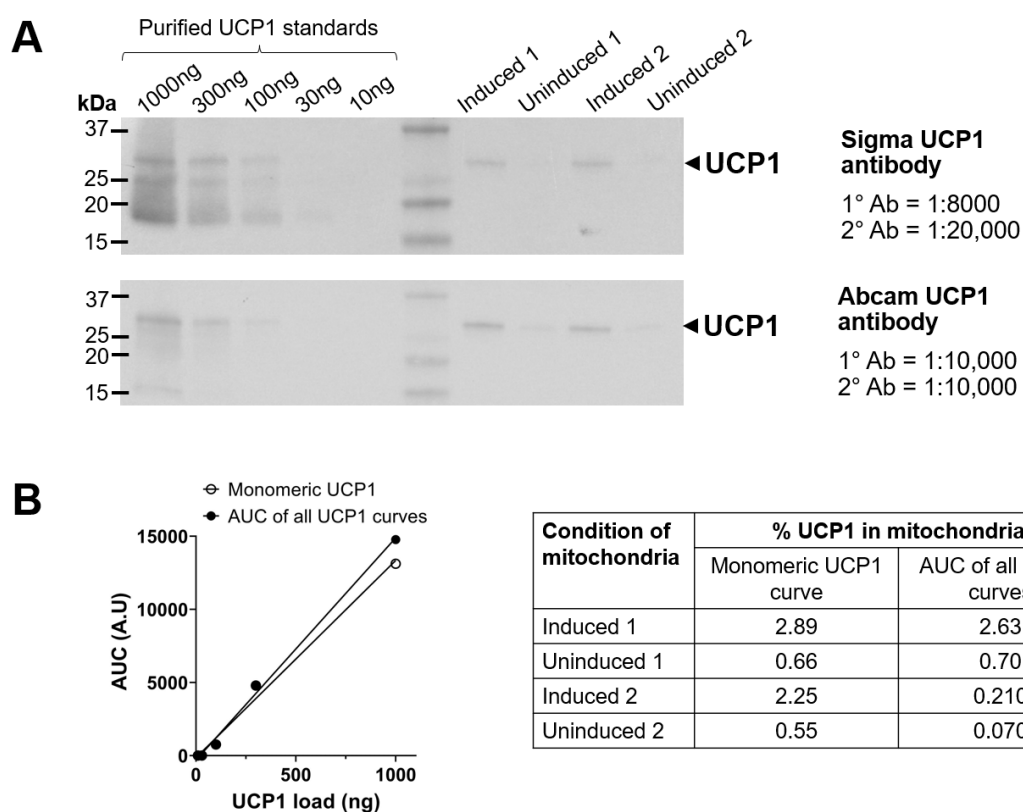 A
Purified UCP1 standards
1000ng 300ng 100ng 30ng 10ng Induced 1 Uninduced 1 Induced 2 Uninduced 2
kDa
37
25
20
15
UCP1
Sigma UCP1
antibody
1° Ab = 1:8000
2° Ab = 1:20,000
37
25
20
15
UCP1
Abcam UCP1
antibody
1° Ab = 1:10,000
2° Ab = 1:10,000
B
Monomeric UCP1
AUC of all UCP1 curves
15000
10000
5000
0
AUC (A.U)
0 500 1000
UCP1 load (ng)
Condition of
mitochondria
% UCP1 in mitochondria
Monomeric UCP1
curve
AUC of all
Induced 1 2.89 2.63
Uninduced 1 0.66 0.70
Induced 2 2.25 0.210
Uninduced 2 0.55 0.070